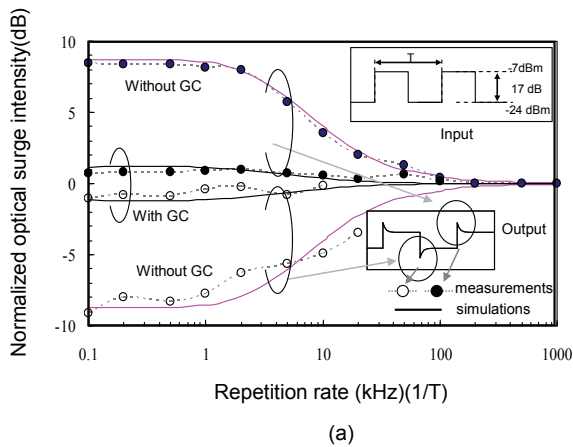 Normalized optical surge intensity(dB)
10
5
0
-5
-10
Without GC
With GC
Without GC
T
-7dBm
17 dB
-24 dBm
Input
Output
measurements
simulations
0.1
1
10
100
1000
Repetition rate (kHz)(1/T)
(a)